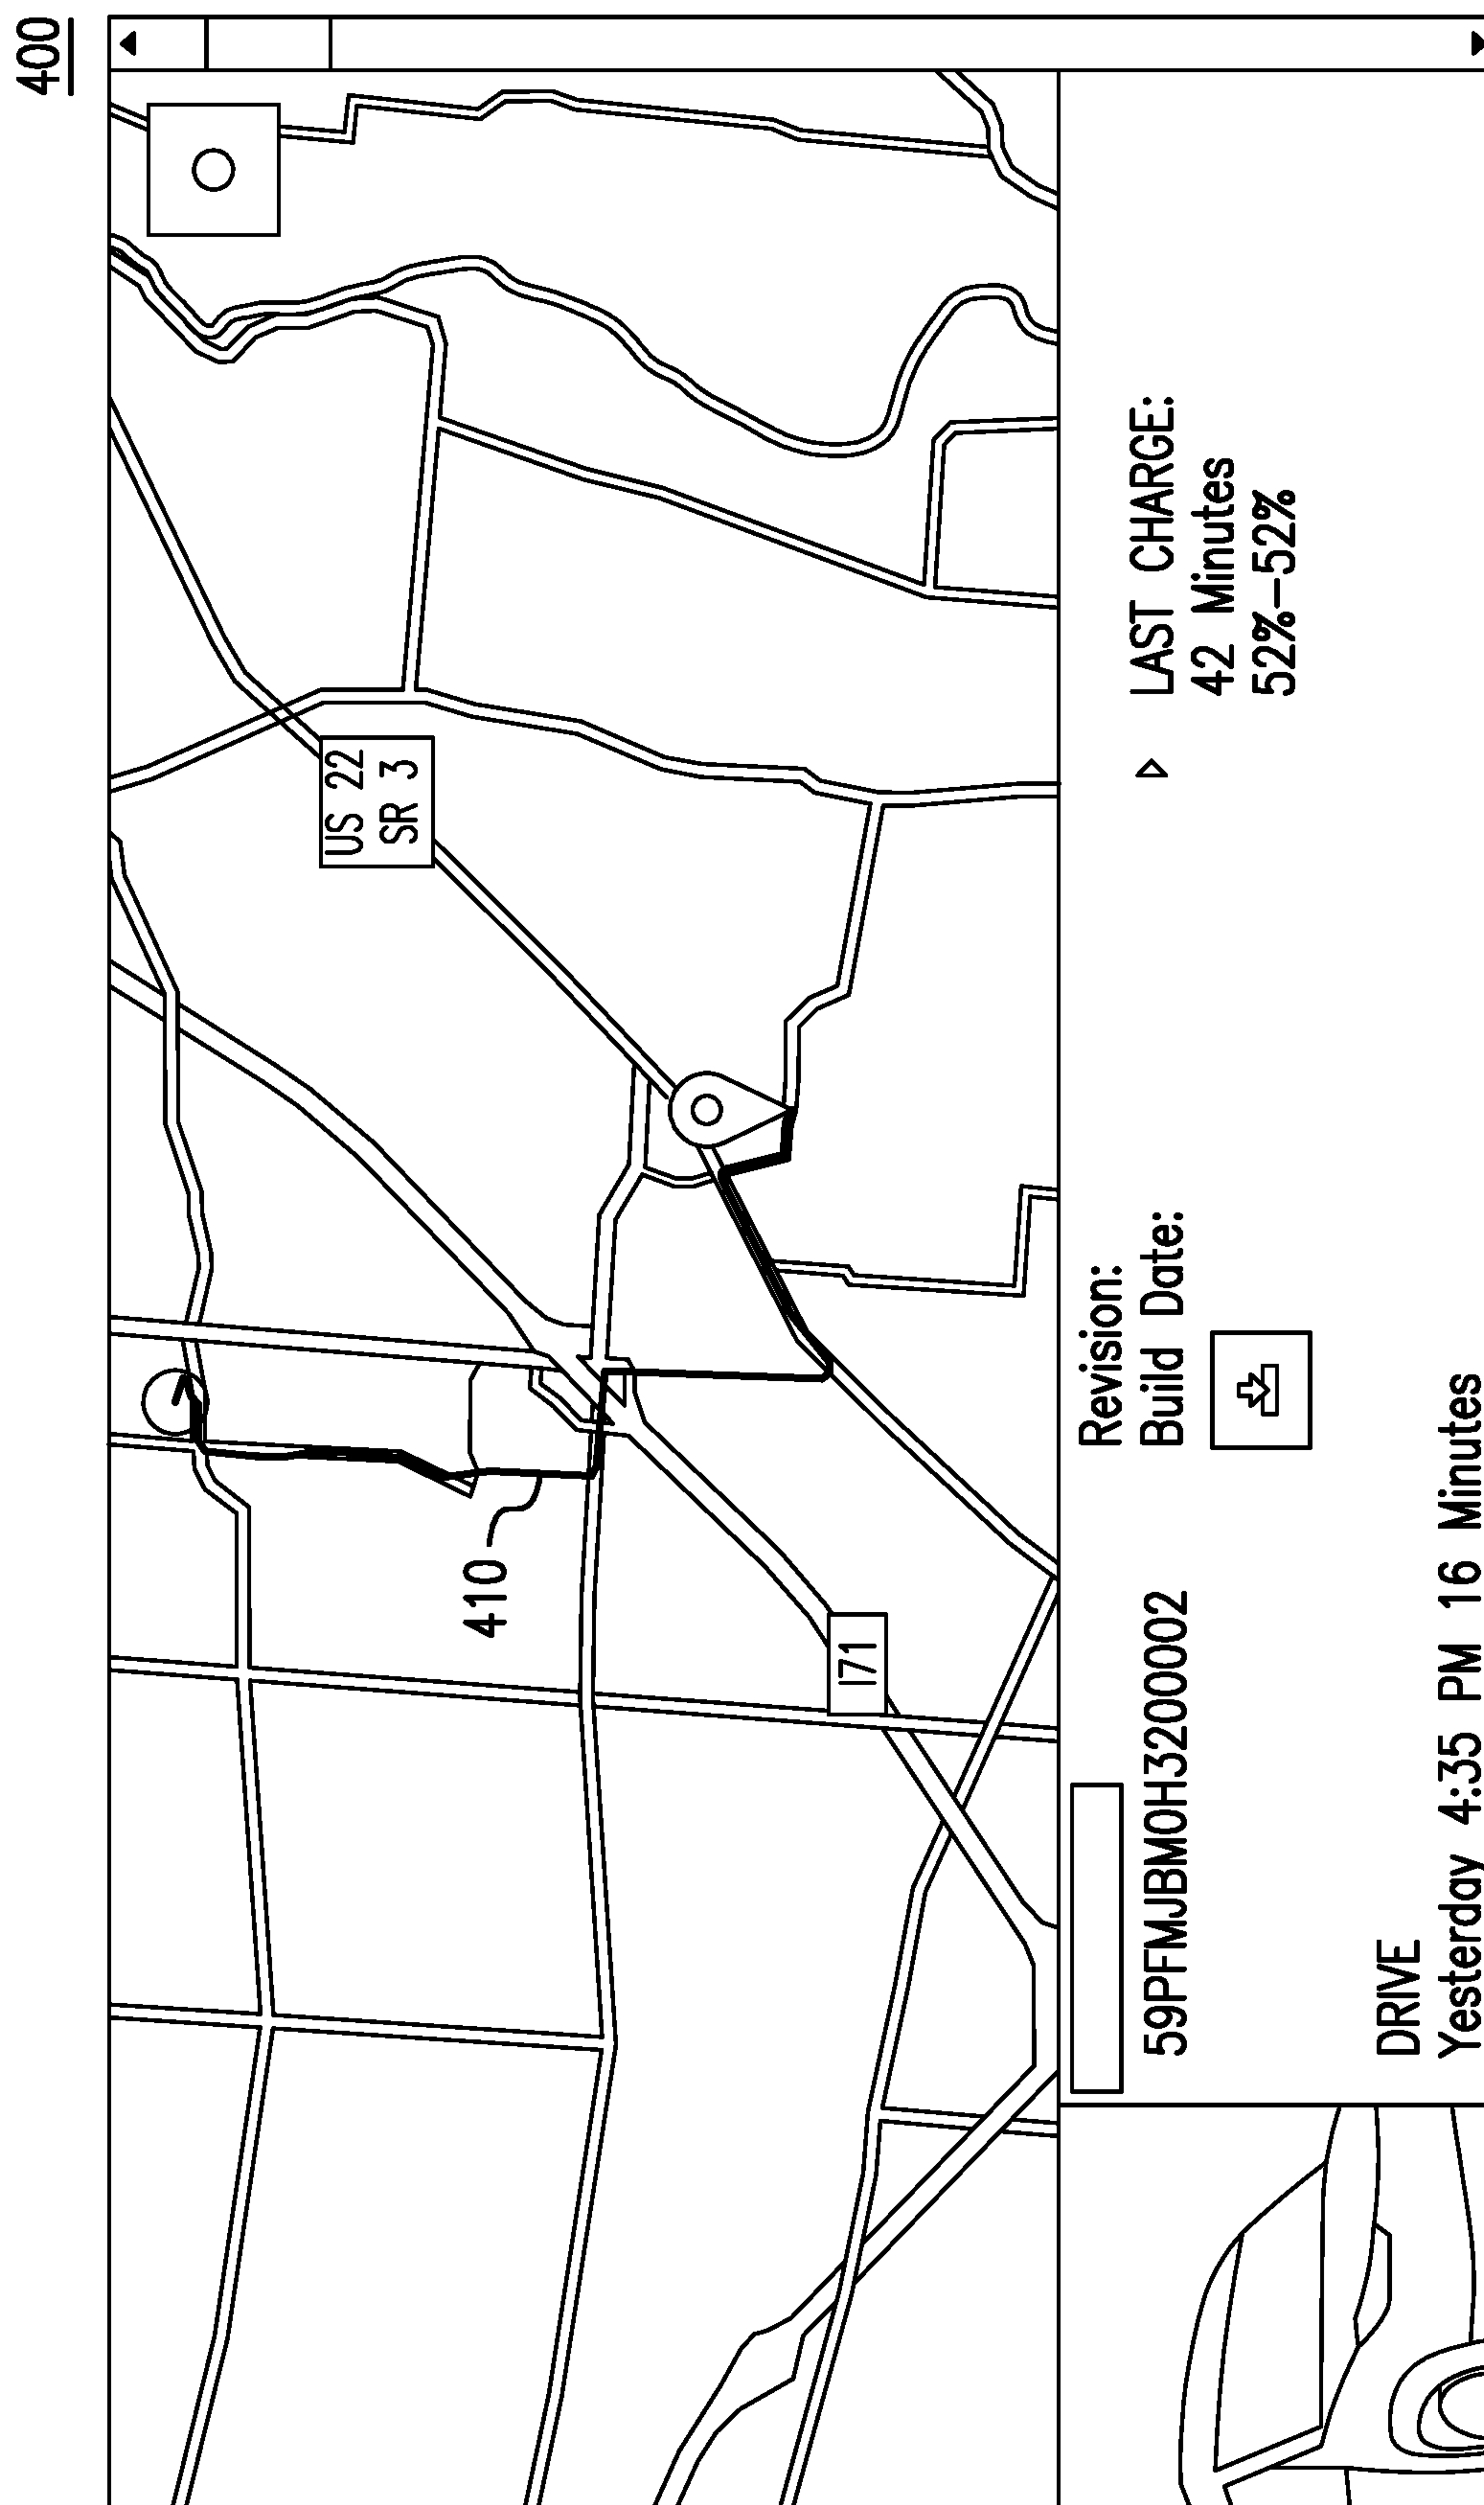 400
US 22
SR 3
410
I71
59PFMJBM0H3200002
Revision:
Build Date:
LAST CHARGE:
42 Minutes
52%–52%
DRIVE
Yesterday 4:35 PM 16 Minutes